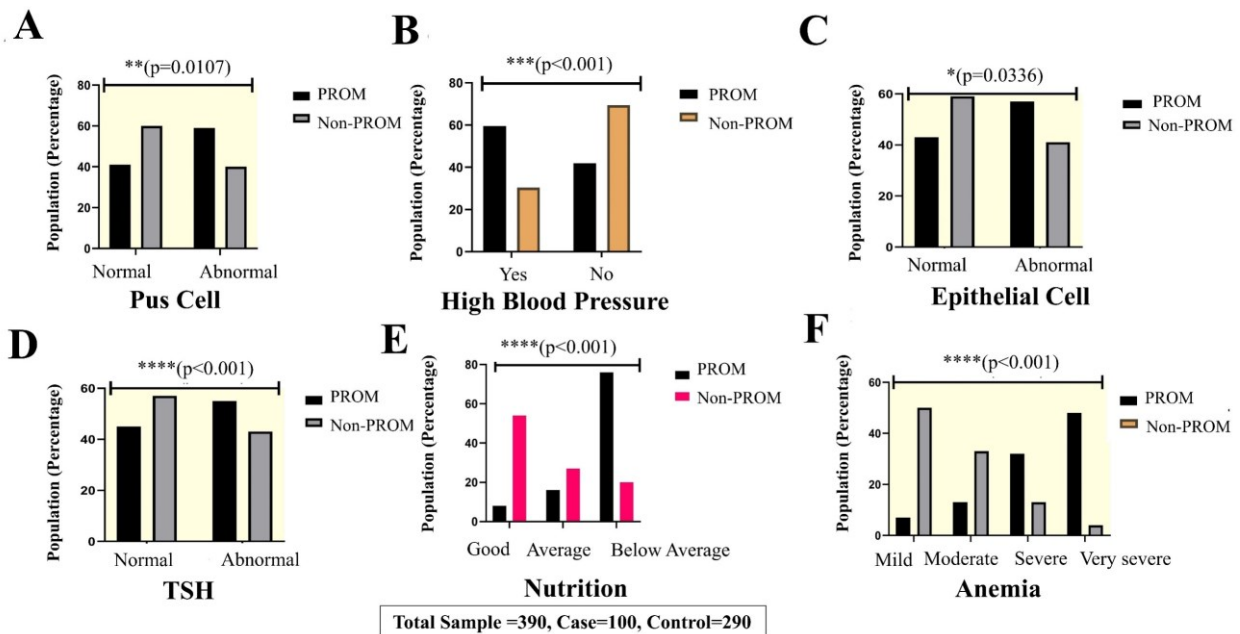 A
**(p=0.0107)
Population (Percentage)
80
60
40
20
0
PROM
Non-PROM
Normal
Abnormal
Pus Cell
B
***(p<0.001)
Population (Percentage)
80
60
40
20
0
PROM
Non-PROM
Yes
No
High Blood Pressure
C
*(p=0.0336)
Population (Percentage)
60
40
20
0
PROM
Non-PROM
Normal
Abnormal
Epithelial Cell
D
****(p<0.001)
Population (Percentage)
60
40
20
0
PROM
Non-PROM
Normal
Abnormal
TSH
E
****(p<0.001)
Population (Percentage)
80
60
40
20
0
PROM
Non-PROM
Good
Average
Below Average
Nutrition
F
****(p<0.001)
Population (Percentage)
60
40
20
0
PROM
Non-PROM
Mild
Moderate
Severe
Very severe
Anemia
Total Sample =390, Case=100, Control=290